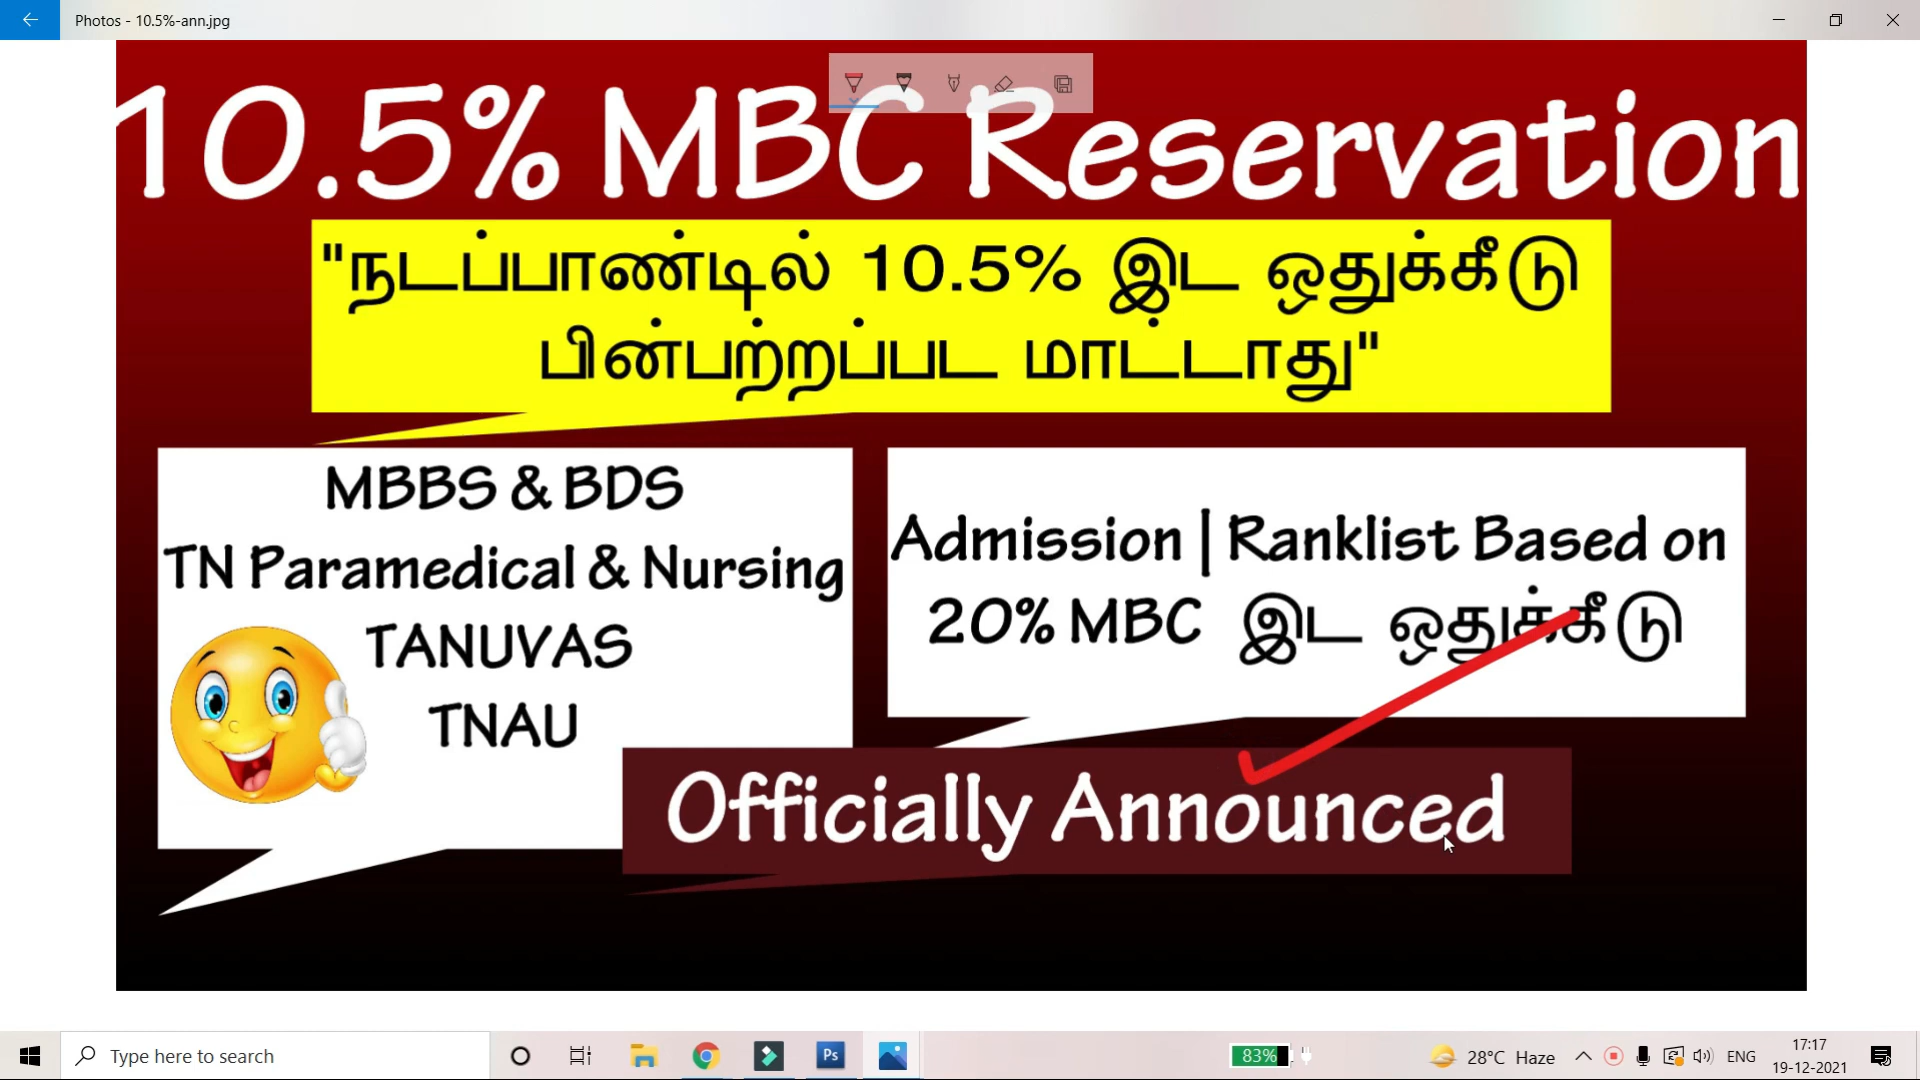 Photos - 10.5%-ann.jpg
10.5% MBC Reservation
"நடப்பாண்டில் 10.5% இட ஒதுக்கீடு
பின்பற்றப்பட மாட்டாது"
MBBS & BDS
TN Paramedical & Nursing
TANUVAS
TNAU
Admission | Ranklist Based on
20% MBC இட ஒதுக்கீடு
Officially Announced
Type here to search
Ps
83%
28°C Haze
ENG
17:17
19-12-2021